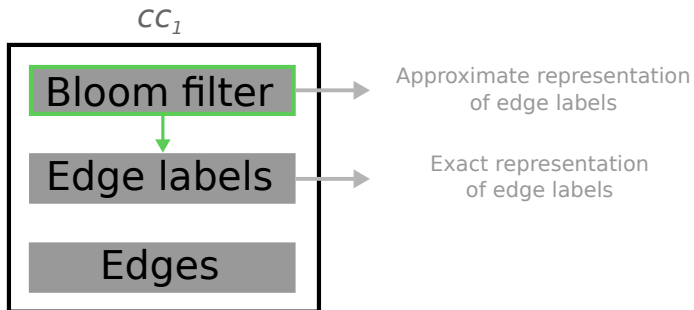 cc1
Bloom filter
Approximate representation
of edge labels
Edge labels
Exact representation
of edge labels
Edges